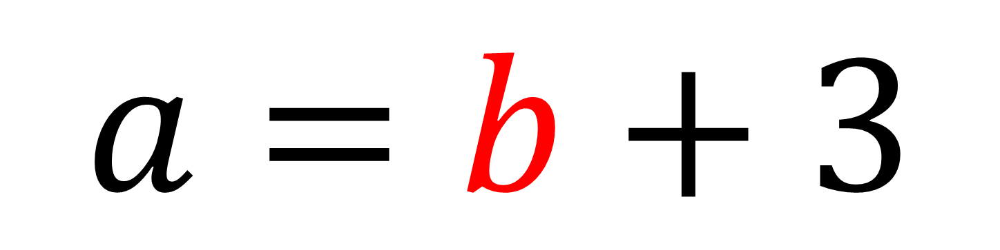 a = b + 3